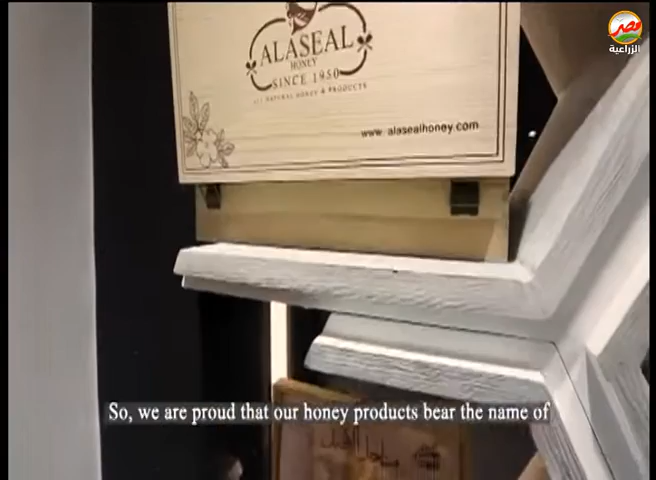 مصر
الزراعية
ALASEAL
HONEY
SINCE 1950
ALL NATURAL HONEY & PRODUCTS
www.alasealhoney.com
So, we are proud that our honey products bear the name of